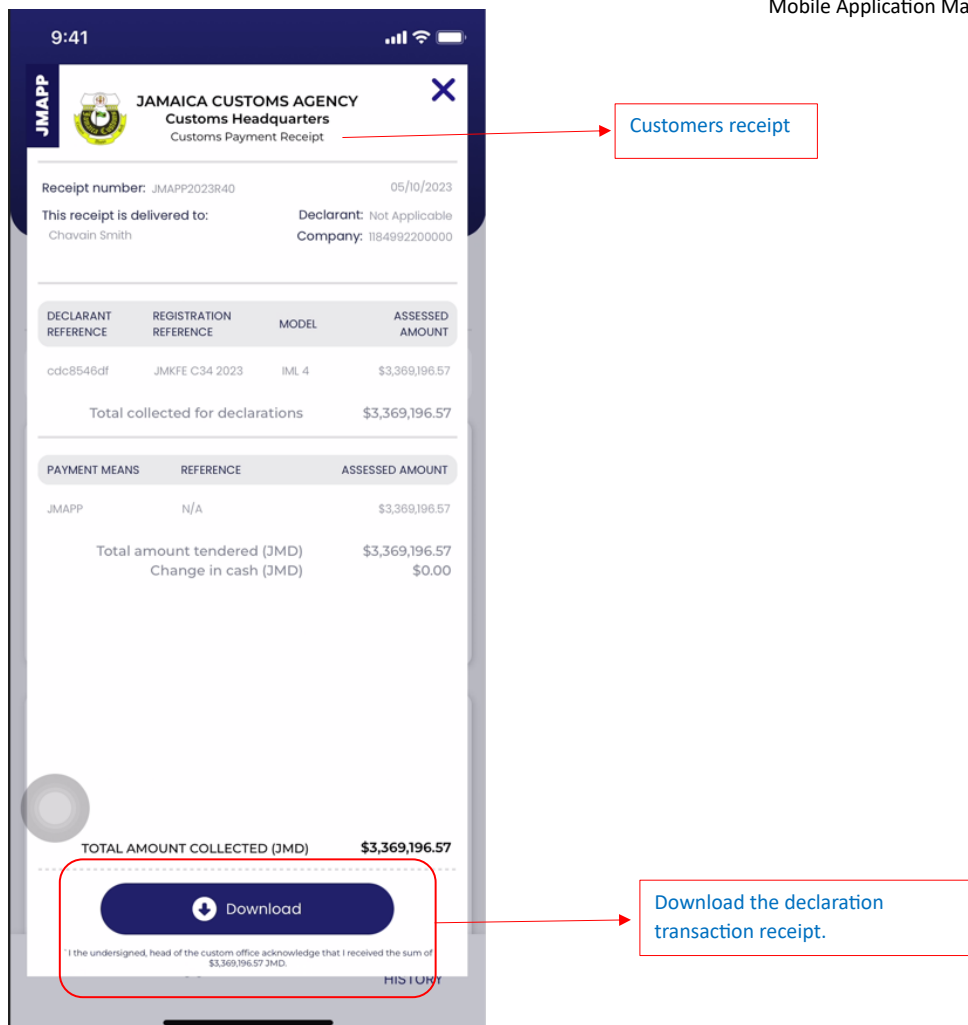 Mobile Application Ma
9:41
JMAPP
JAMAICA CUSTOMS AGENCY
Customs Headquarters
Customs Payment Receipt
Customers receipt
Receipt number: JMAPP2023R40 05/10/2023
This receipt is delivered to: Declarant: Not Applicable
Chavain Smith Company: 1184992200000
DECLARANT REGISTRATION MODEL ASSESSED
REFERENCE REFERENCE AMOUNT
cdc8546df JMKFE C34 2023 IML 4 $3,369,196.57
Total collected for declarations $3,369,196.57
PAYMENT MEANS REFERENCE ASSESSED AMOUNT
JMAPP N/A $3,369,196.57
Total amount tendered (JMD) $3,369,196.57
Change in cash (JMD) $0.00
TOTAL AMOUNT COLLECTED (JMD) $3,369,196.57
Download
Download the declaration
transaction receipt.
I the undersigned, head of the custom office acknowledge that I received the sum of
$3,369,196.57 JMD.
HISTORY